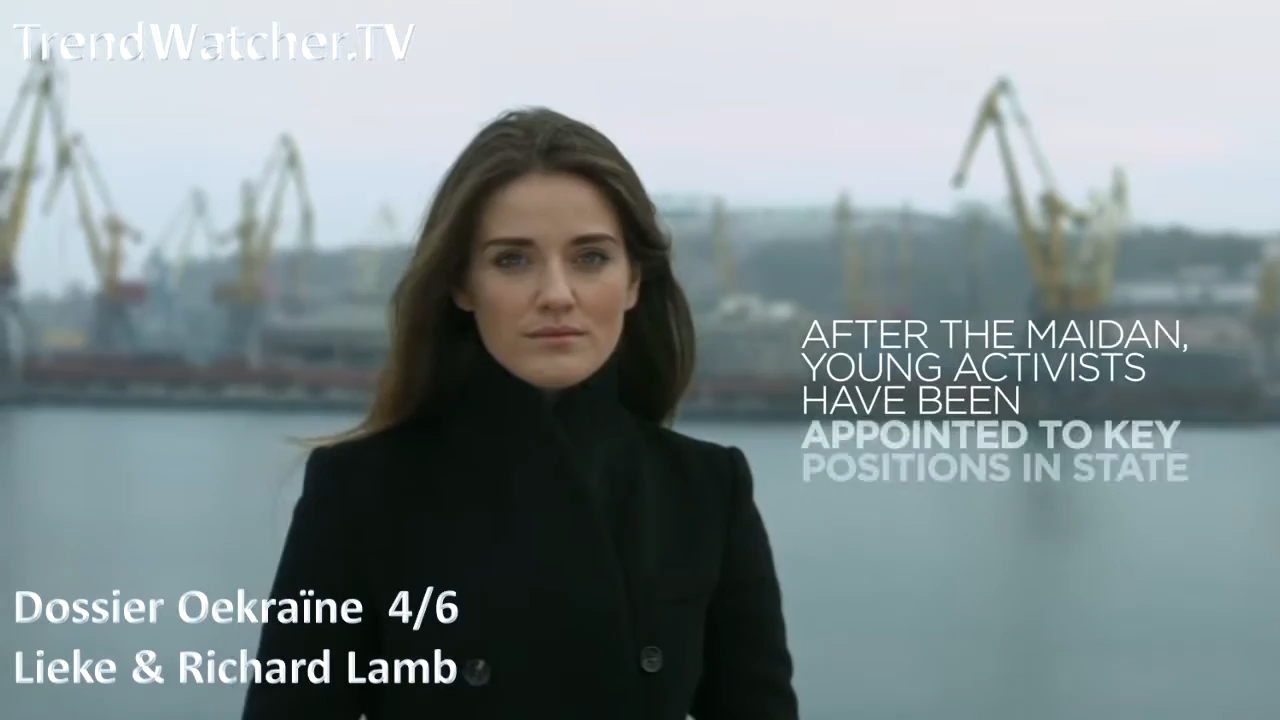 TrendWatcher.TV
AFTER THE MAIDAN,
YOUNG ACTIVISTS
HAVE BEEN
APPOINTED TO KEY
POSITIONS IN STATE
Dossier Oekraïne 4/6
Lieke & Richard Lamb